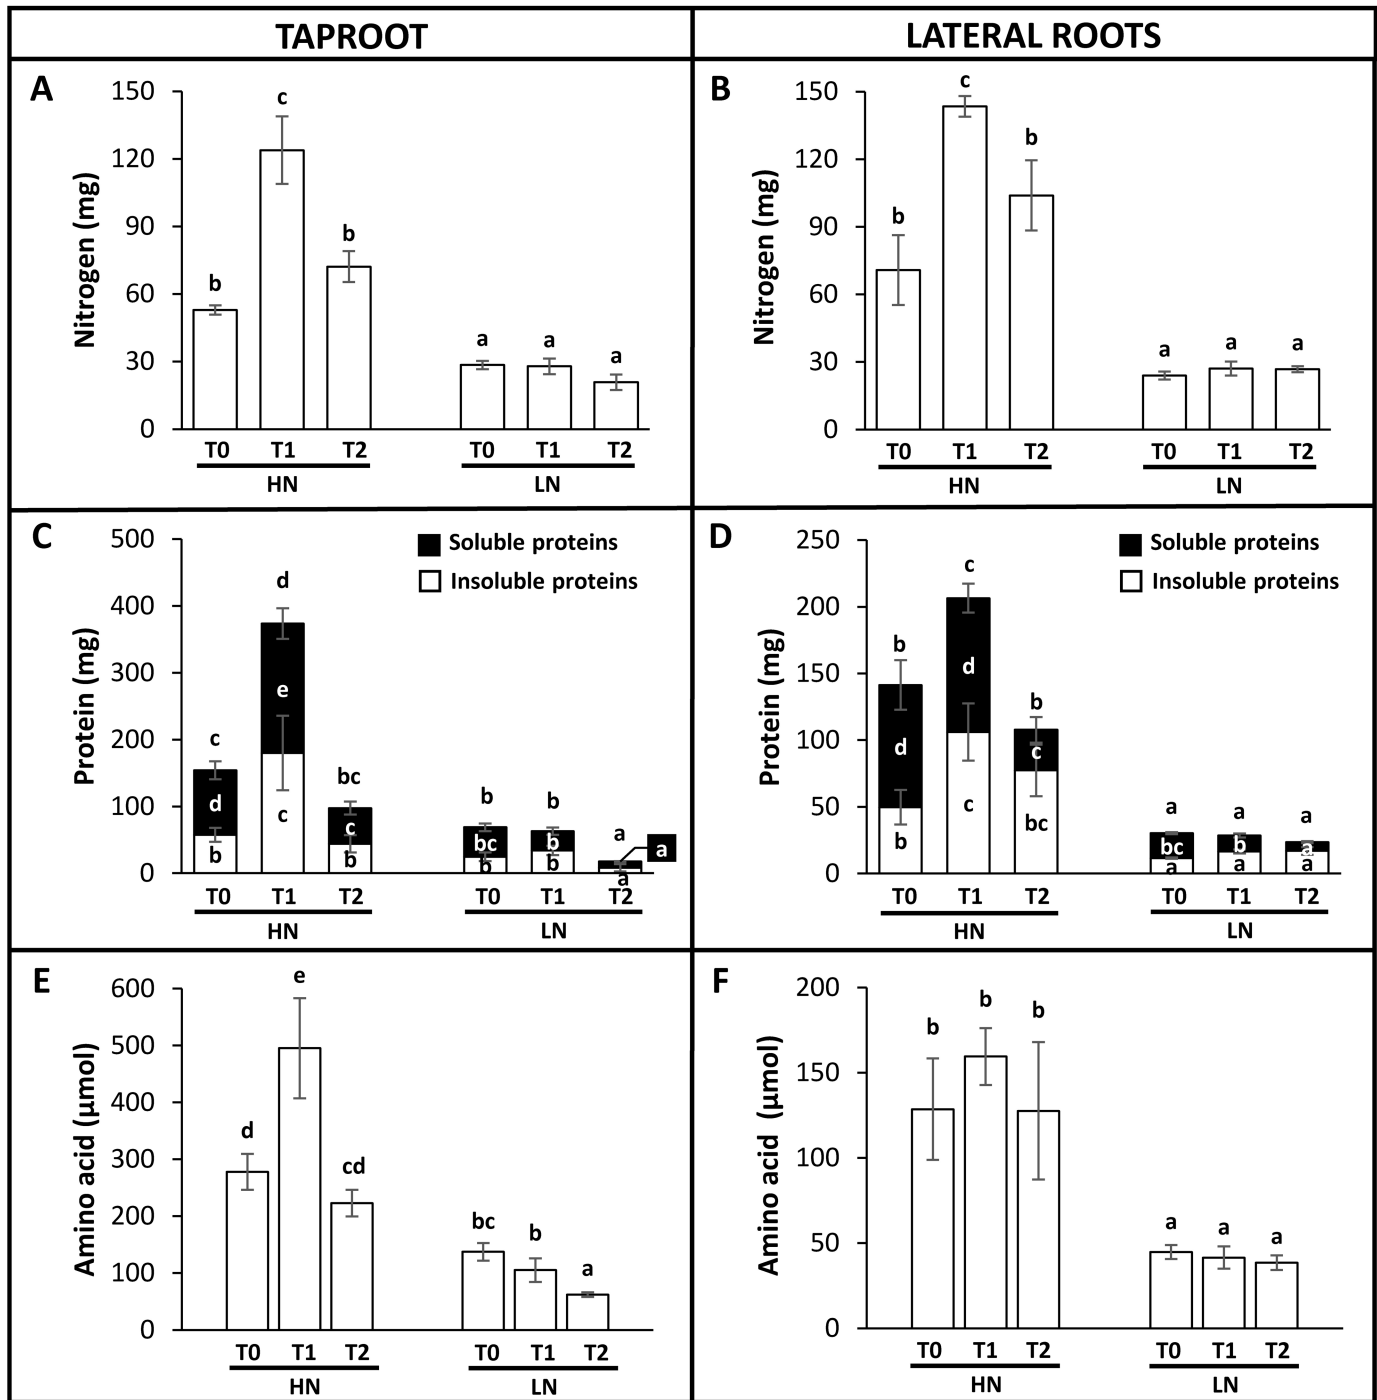 TAPROOT
LATERAL ROOTS
A
Nitrogen (mg)
150
120
90
60
30
0
b
c
b
a
a
a
T0 T1 T2 T0 T1 T2
HN LN
B
Nitrogen (mg)
150
120
90
60
30
0
b
c
b
a
a
a
T0 T1 T2 T0 T1 T2
HN LN
C
Protein (mg)
500
400
300
200
100
0
Soluble proteins
Insoluble proteins
c
d
b
d
e
c
bc
c
b
b
bc
b
b
b
b
a
a
a
T0 T1 T2 T0 T1 T2
HN LN
D
Protein (mg)
250
200
150
100
50
0
Soluble proteins
Insoluble proteins
b
d
b
c
d
c
b
c
bc
a
bc
a
a
b
a
a
a
a
T0 T1 T2 T0 T1 T2
HN LN
E
Amino acid (µmol)
600
500
400
300
200
100
0
d
e
cd
bc
b
a
T0 T1 T2 T0 T1 T2
HN LN
F
Amino acid (µmol)
200
150
100
50
0
b
b
b
a
a
a
T0 T1 T2 T0 T1 T2
HN LN